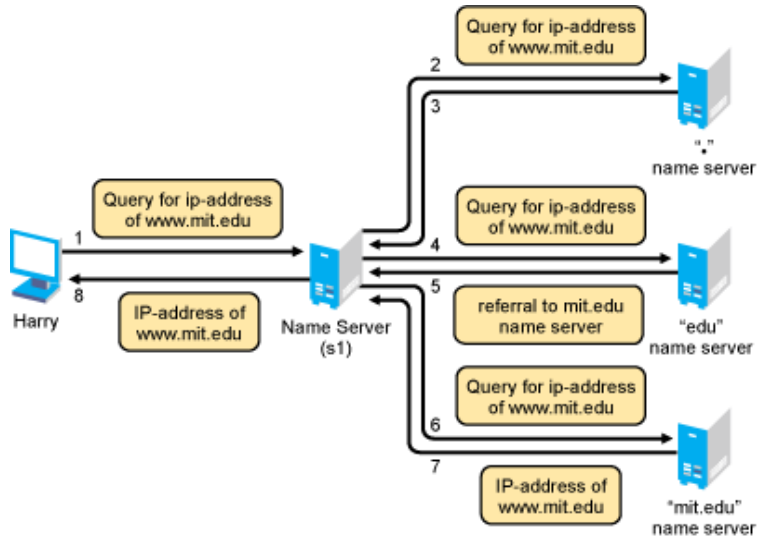 Query for ip-address
of www.mit.edu
2
3
"."
name server
Query for ip-address
of www.mit.edu
1
8
Harry
IP-address of
www.mit.edu
Name Server
(s1)
Query for ip-address
of www.mit.edu
4
5
referral to mit.edu
name server
"edu"
name server
Query for ip-address
of www.mit.edu
6
7
IP-address of
www.mit.edu
"mit.edu"
name server